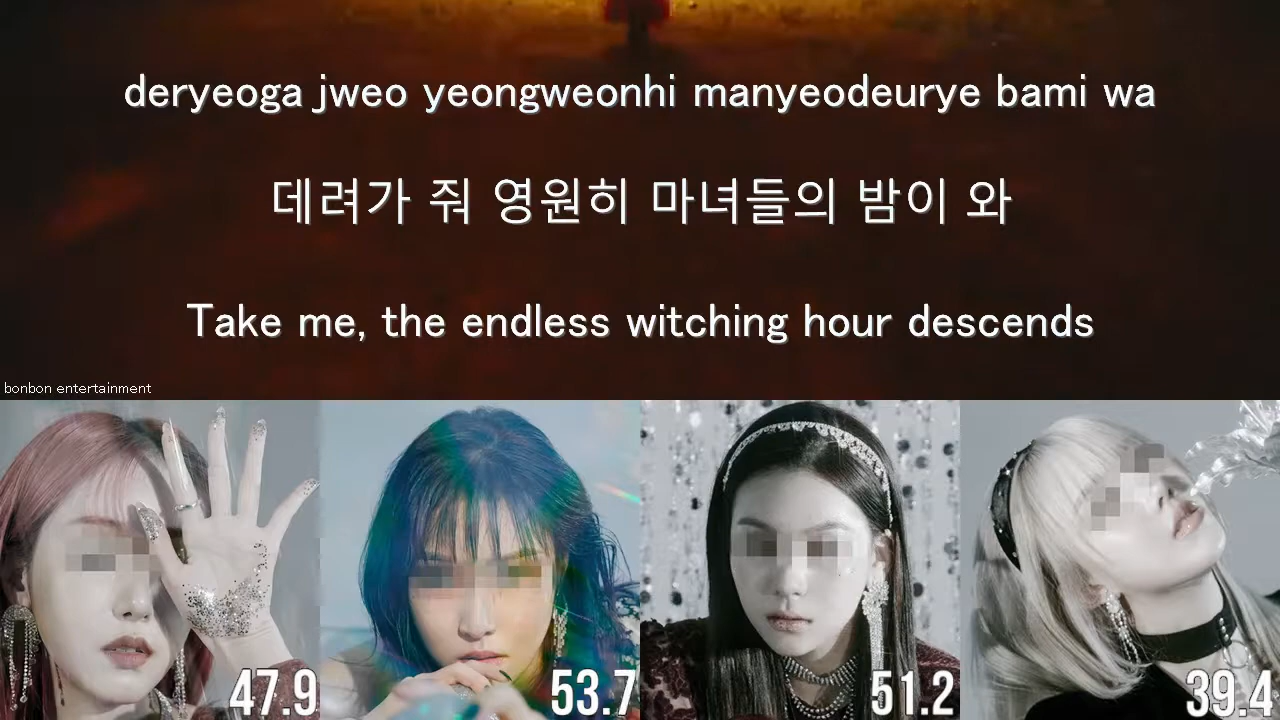 deryeoga jweo yeongweonhi manyeodeurye bami wa
데려가 줘 영원히 마녀들의 밤이 와
Take me, the endless witching hour descends
bonbon entertainment
47.9
53.7
51.2
39.4